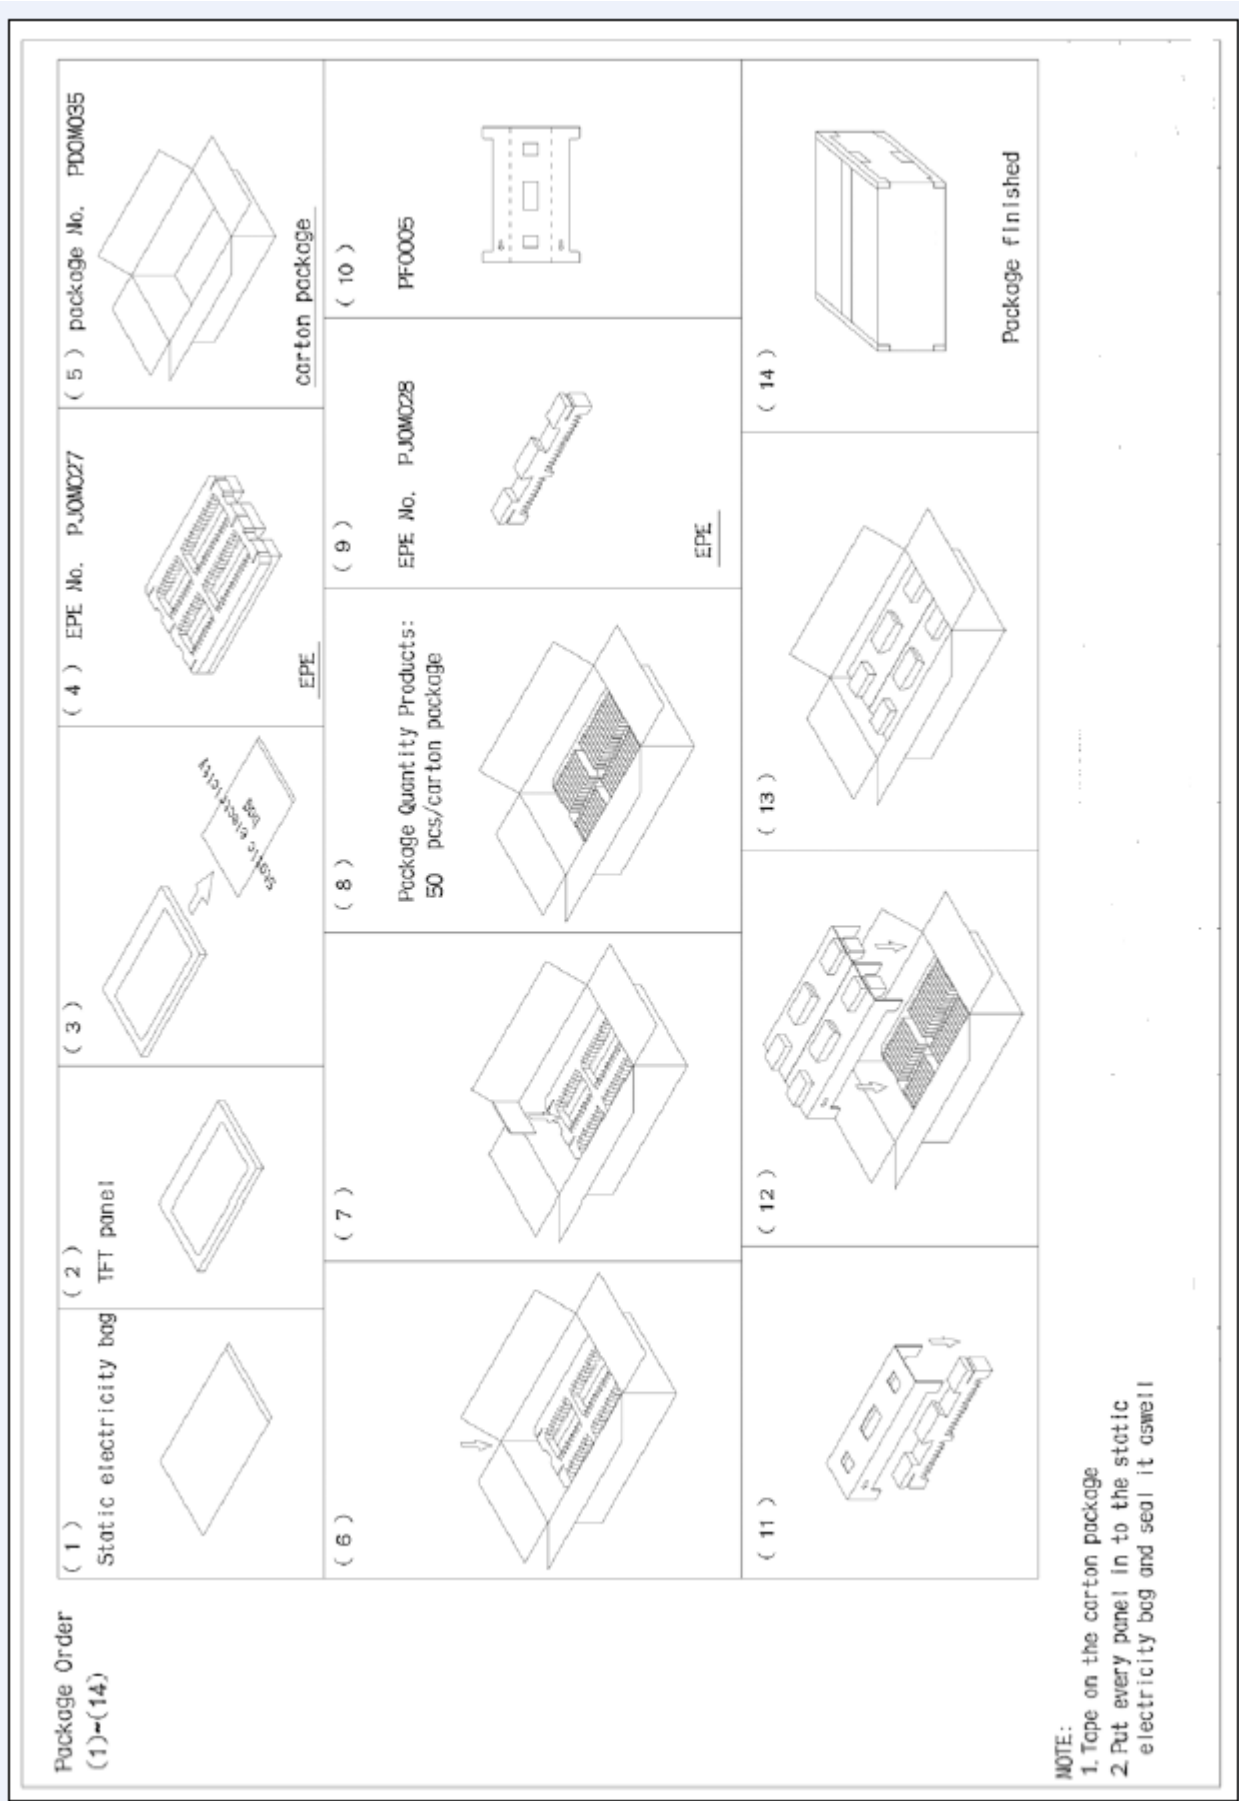 Package Order
(1)~(14)
( 1 )
Static electricity bag
( 2 )
TFT panel
( 3 )
static electricity
bag
( 4 ) EPE No. PJ0M027
EPE
( 5 ) package No. PD0M035
carton package
( 6 )
( 7 )
( 8 )
Package Quantity Products:
50 pcs/carton package
( 9 )
EPE No. PJ0M028
EPE
( 10 )
PF0005
( 11 )
( 12 )
( 13 )
( 14 )
Package finished
NOTE:
1. Tape on the carton package
2. Put every panel in to the static
electricity bag and seal it aswell